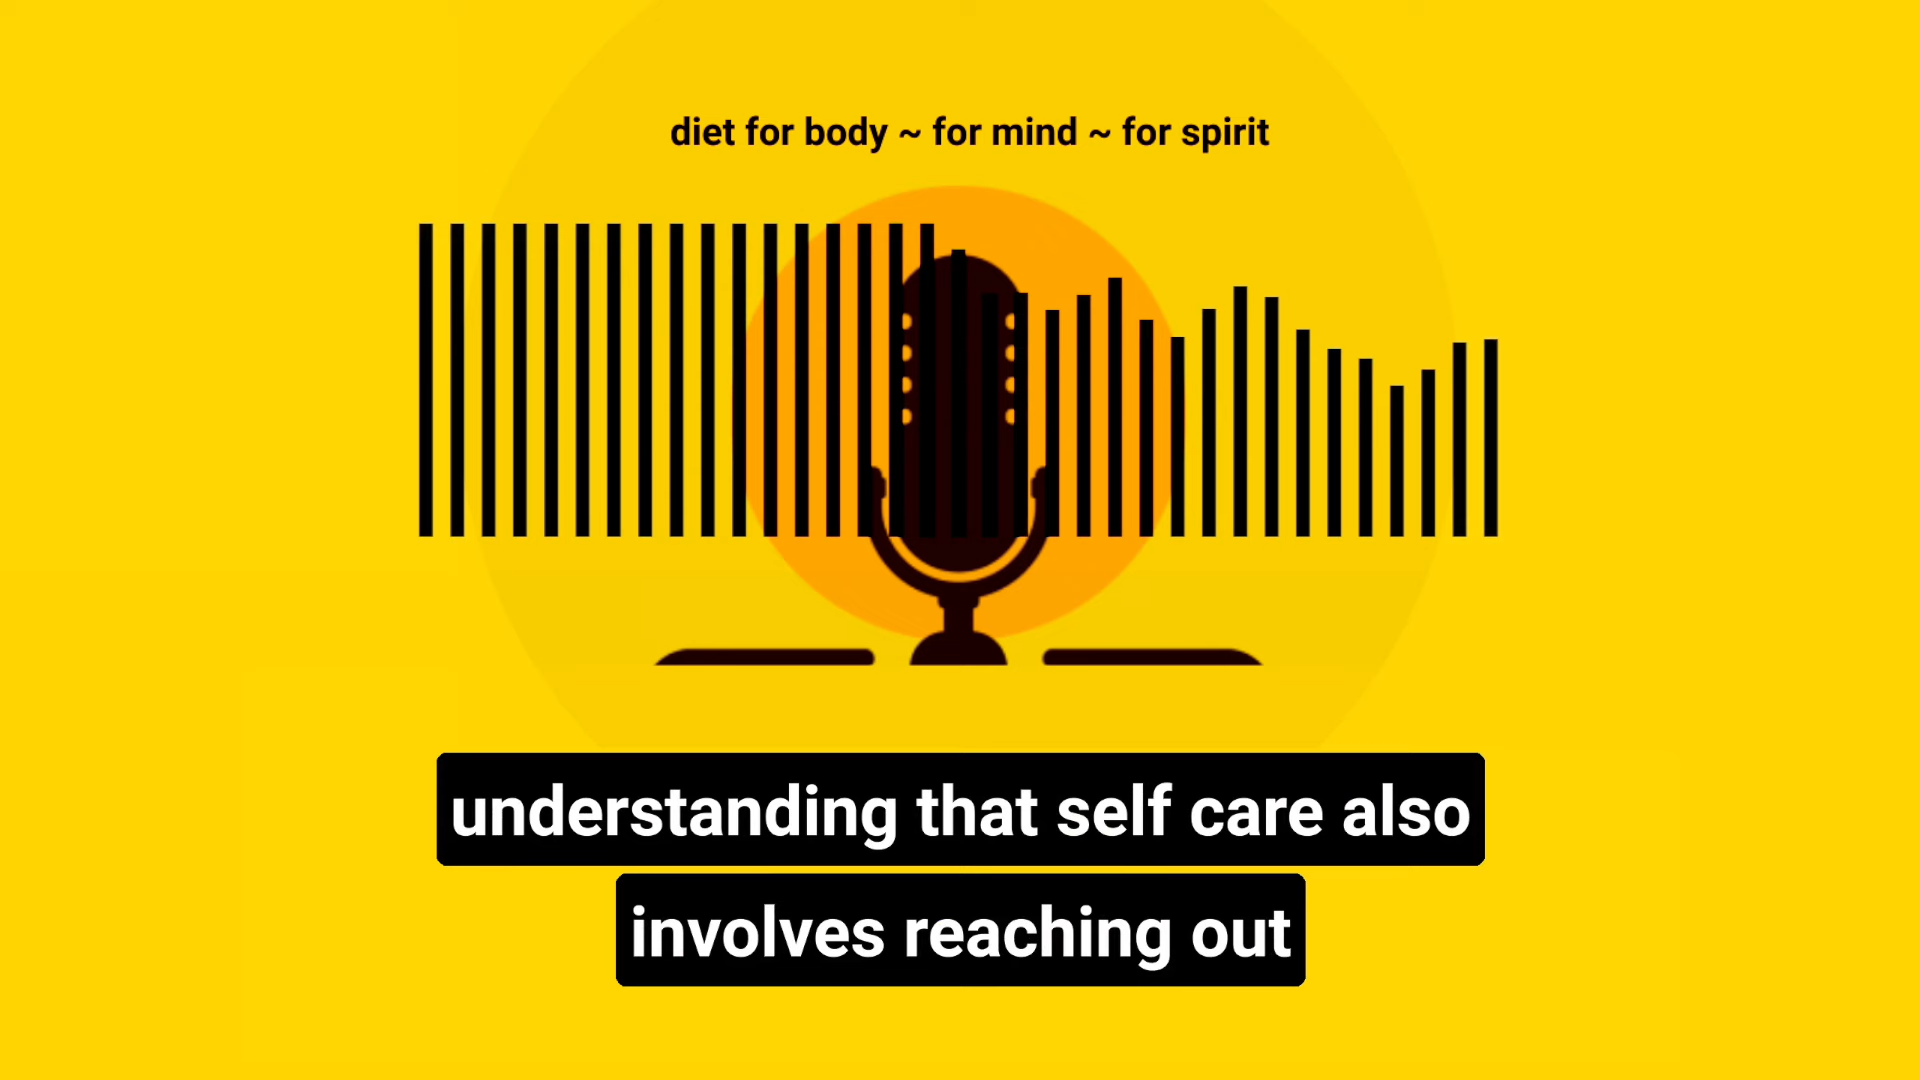 diet for body ~ for mind ~ for spirit
understanding that self care also
involves reaching out